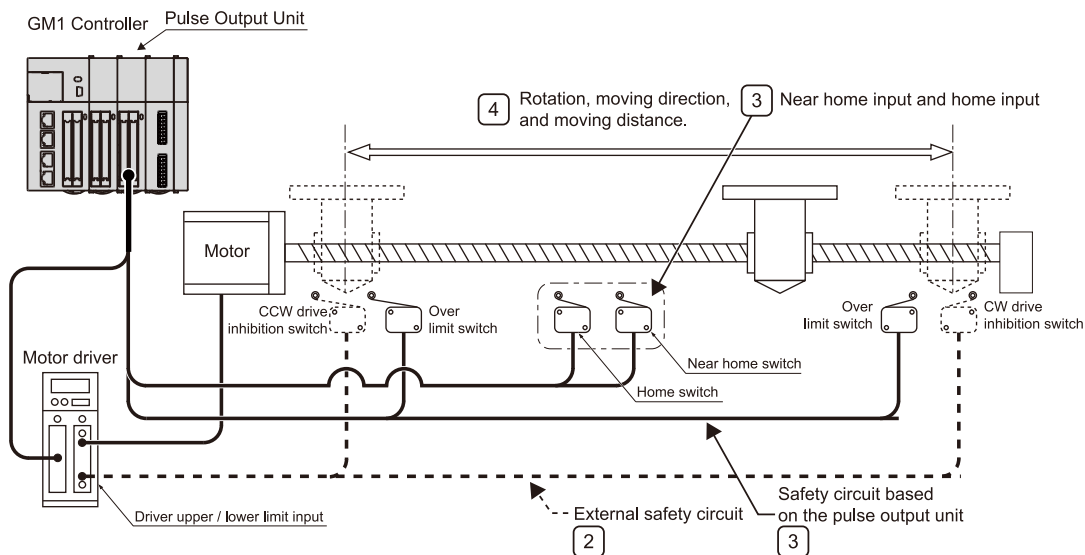 GM1 Controller
Pulse Output Unit
4
Rotation, moving direction,
and moving distance.
3
Near home input and home input
Motor
CCW drive
inhibition switch
Over
limit switch
Over
limit switch
CW drive
inhibition switch
Near home switch
Home switch
Motor driver
Driver upper / lower limit input
External safety circuit
2
Safety circuit based
on the pulse output unit
3